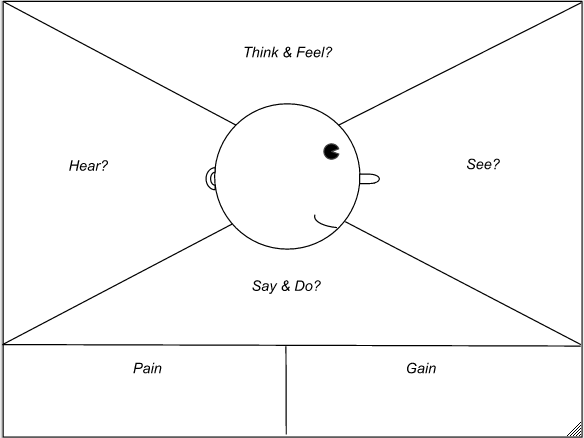 Think & Feel?
Hear?
See?
Say & Do?
Pain
Gain